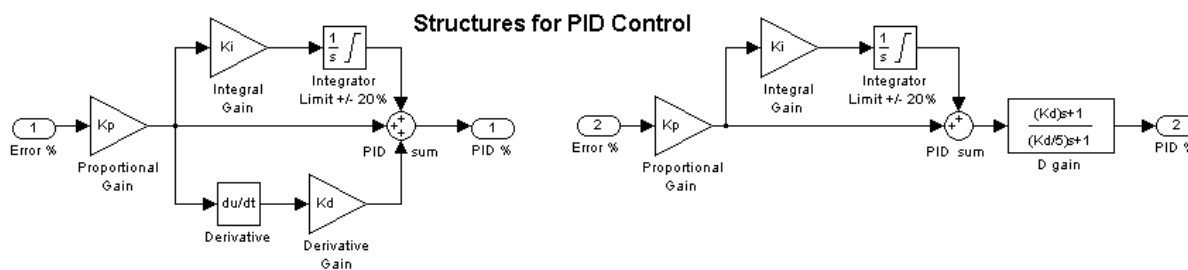 Structures for PID Control
Ki
1
s
Integral
Gain
Integrator
Limit +/- 20%
1
Error %
Kp
Proportional
Gain
+
+
+
PID sum
1
PID %
du/dt
Derivative
Kd
Derivative
Gain
Ki
1
s
Integral
Gain
Integrator
Limit +/- 20%
2
Error %
Kp
Proportional
Gain
+
+
PID sum
(Kd)s+1
(Kd/5)s+1
D gain
2
PID %